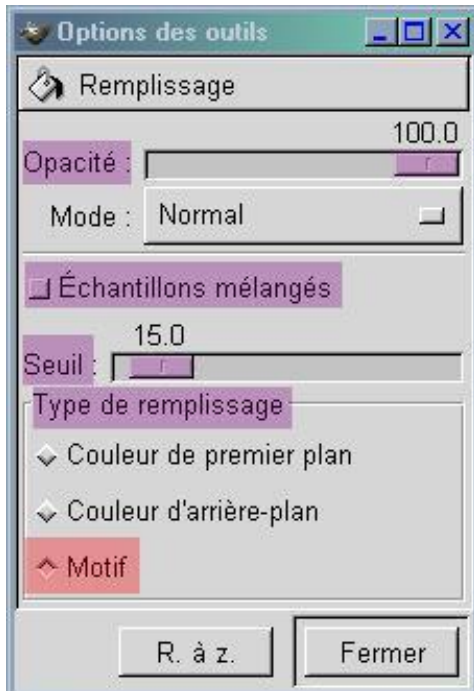 Options des outils
Remplissage
100.0
Opacité :
Mode : Normal
Échantillons mélangés
15.0
Seuil :
Type de remplissage
Couleur de premier plan
Couleur d'arrière-plan
Motif
R. à z. Fermer